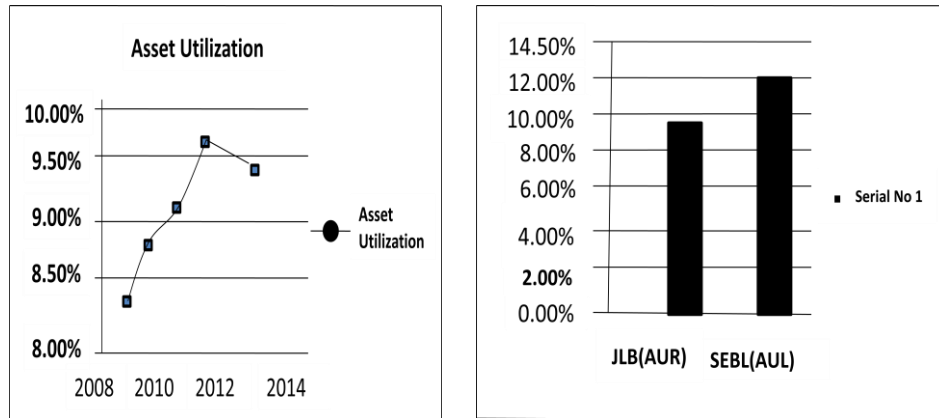 Asset Utilization
10.00%
9.50%
9.00%
8.50%
8.00%
2008 2010 2012 2014
Asset
Utilization
14.50%
12.00%
10.00%
8.00%
6.00%
4.00%
2.00%
0.00%
JLB(AUR) SEBL(AUL)
Serial No 1